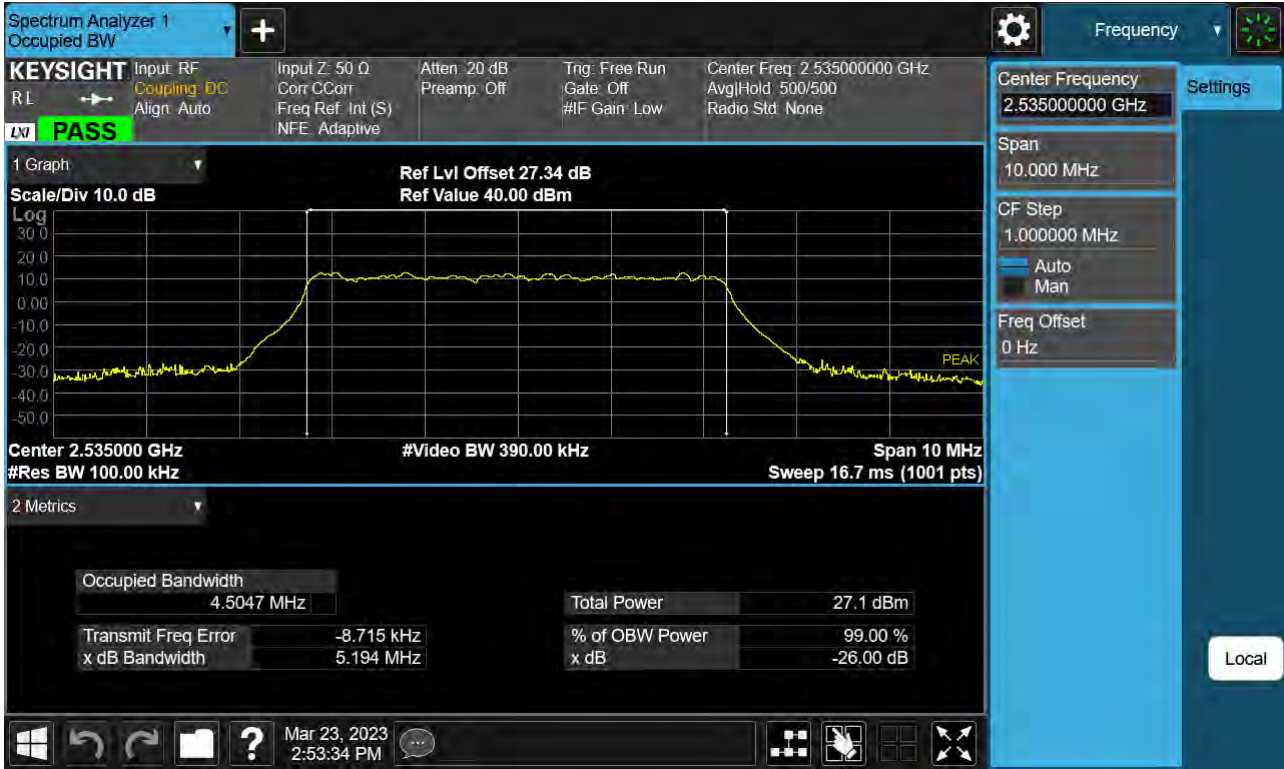 Spectrum Analyzer 1
Occupied BW
+
Frequency
KEYSIGHT
RL
LXI PASS
Input: RF
Coupling: DC
Align: Auto
Input Z: 50 Ω
Corr CCorr
Freq Ref: Int (S)
NFE: Adaptive
Atten: 20 dB
Preamp: Off
Trig: Free Run
Gate: Off
#IF Gain: Low
Center Freq: 2.535000000 GHz
Avg|Hold: 500/500
Radio Std: None
1 Graph
Scale/Div 10.0 dB
Ref Lvl Offset 27.34 dB
Ref Value 40.00 dBm
Log
30.0
20.0
10.0
0.00
-10.0
-20.0
-30.0
-40.0
-50.0
PEAK
Center 2.535000 GHz
#Video BW 390.00 kHz
Span 10 MHz
#Res BW 100.00 kHz
Sweep 16.7 ms (1001 pts)
2 Metrics
Occupied Bandwidth
4.5047 MHz
Transmit Freq Error -8.715 kHz
x dB Bandwidth 5.194 MHz
Total Power 27.1 dBm
% of OBW Power 99.00 %
x dB -26.00 dB
?
Mar 23, 2023
2:53:34 PM
Center Frequency
2.535000000 GHz
Span
10.000 MHz
CF Step
1.000000 MHz
Auto
Man
Freq Offset
0 Hz
Settings
Local